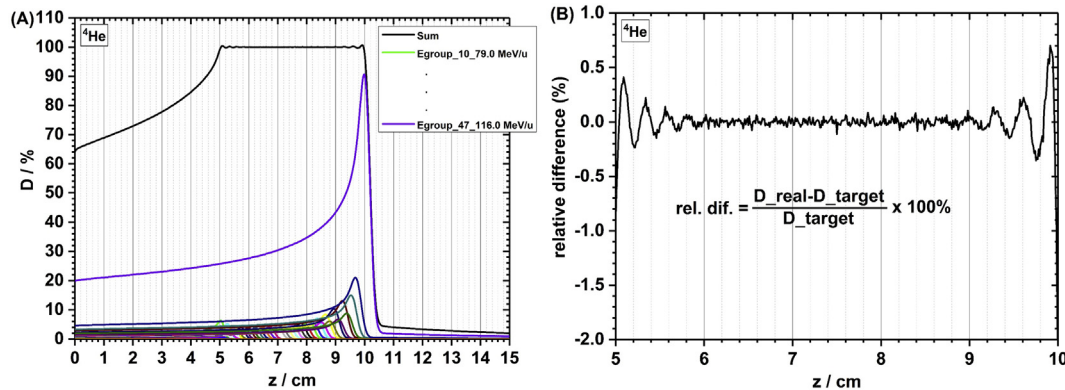 (A)
⁴He
Sum
Egroup_10_79.0 MeV/u
.
.
.
Egroup_47_116.0 MeV/u
D / %
110
100
90
80
70
60
50
40
30
20
10
0
0 1 2 3 4 5 6 7 8 9 10 11 12 13 14 15
z / cm
(B)
⁴He
relative difference (%)
1.0
0.5
0.0
-0.5
-1.0
-1.5
-2.0
rel. dif. = D_real-D_target / D_target x 100%
5 6 7 8 9 10
z / cm